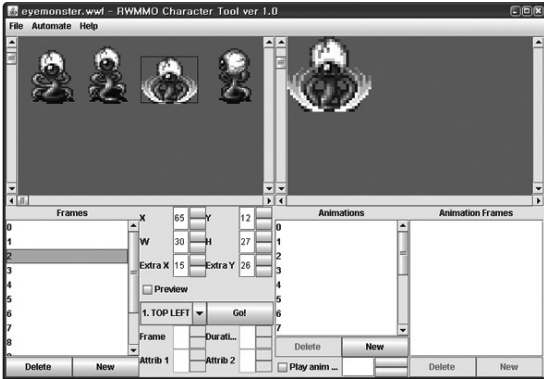 eyemonster.wwl - RWMMO Character Tool ver 1.0
File Automate Help
Frames
0
1
2
3
4
5
6
7
8
Delete New
X 65 Y 12
W 30 H 27
Extra X 15 Extra Y 26
Preview
1. TOP LEFT Go!
Frame Durati...
Attrib 1 Attrib 2
Animations
0
1
2
3
4
5
6
7
Delete New
Play anim ...
Animation Frames
Delete New